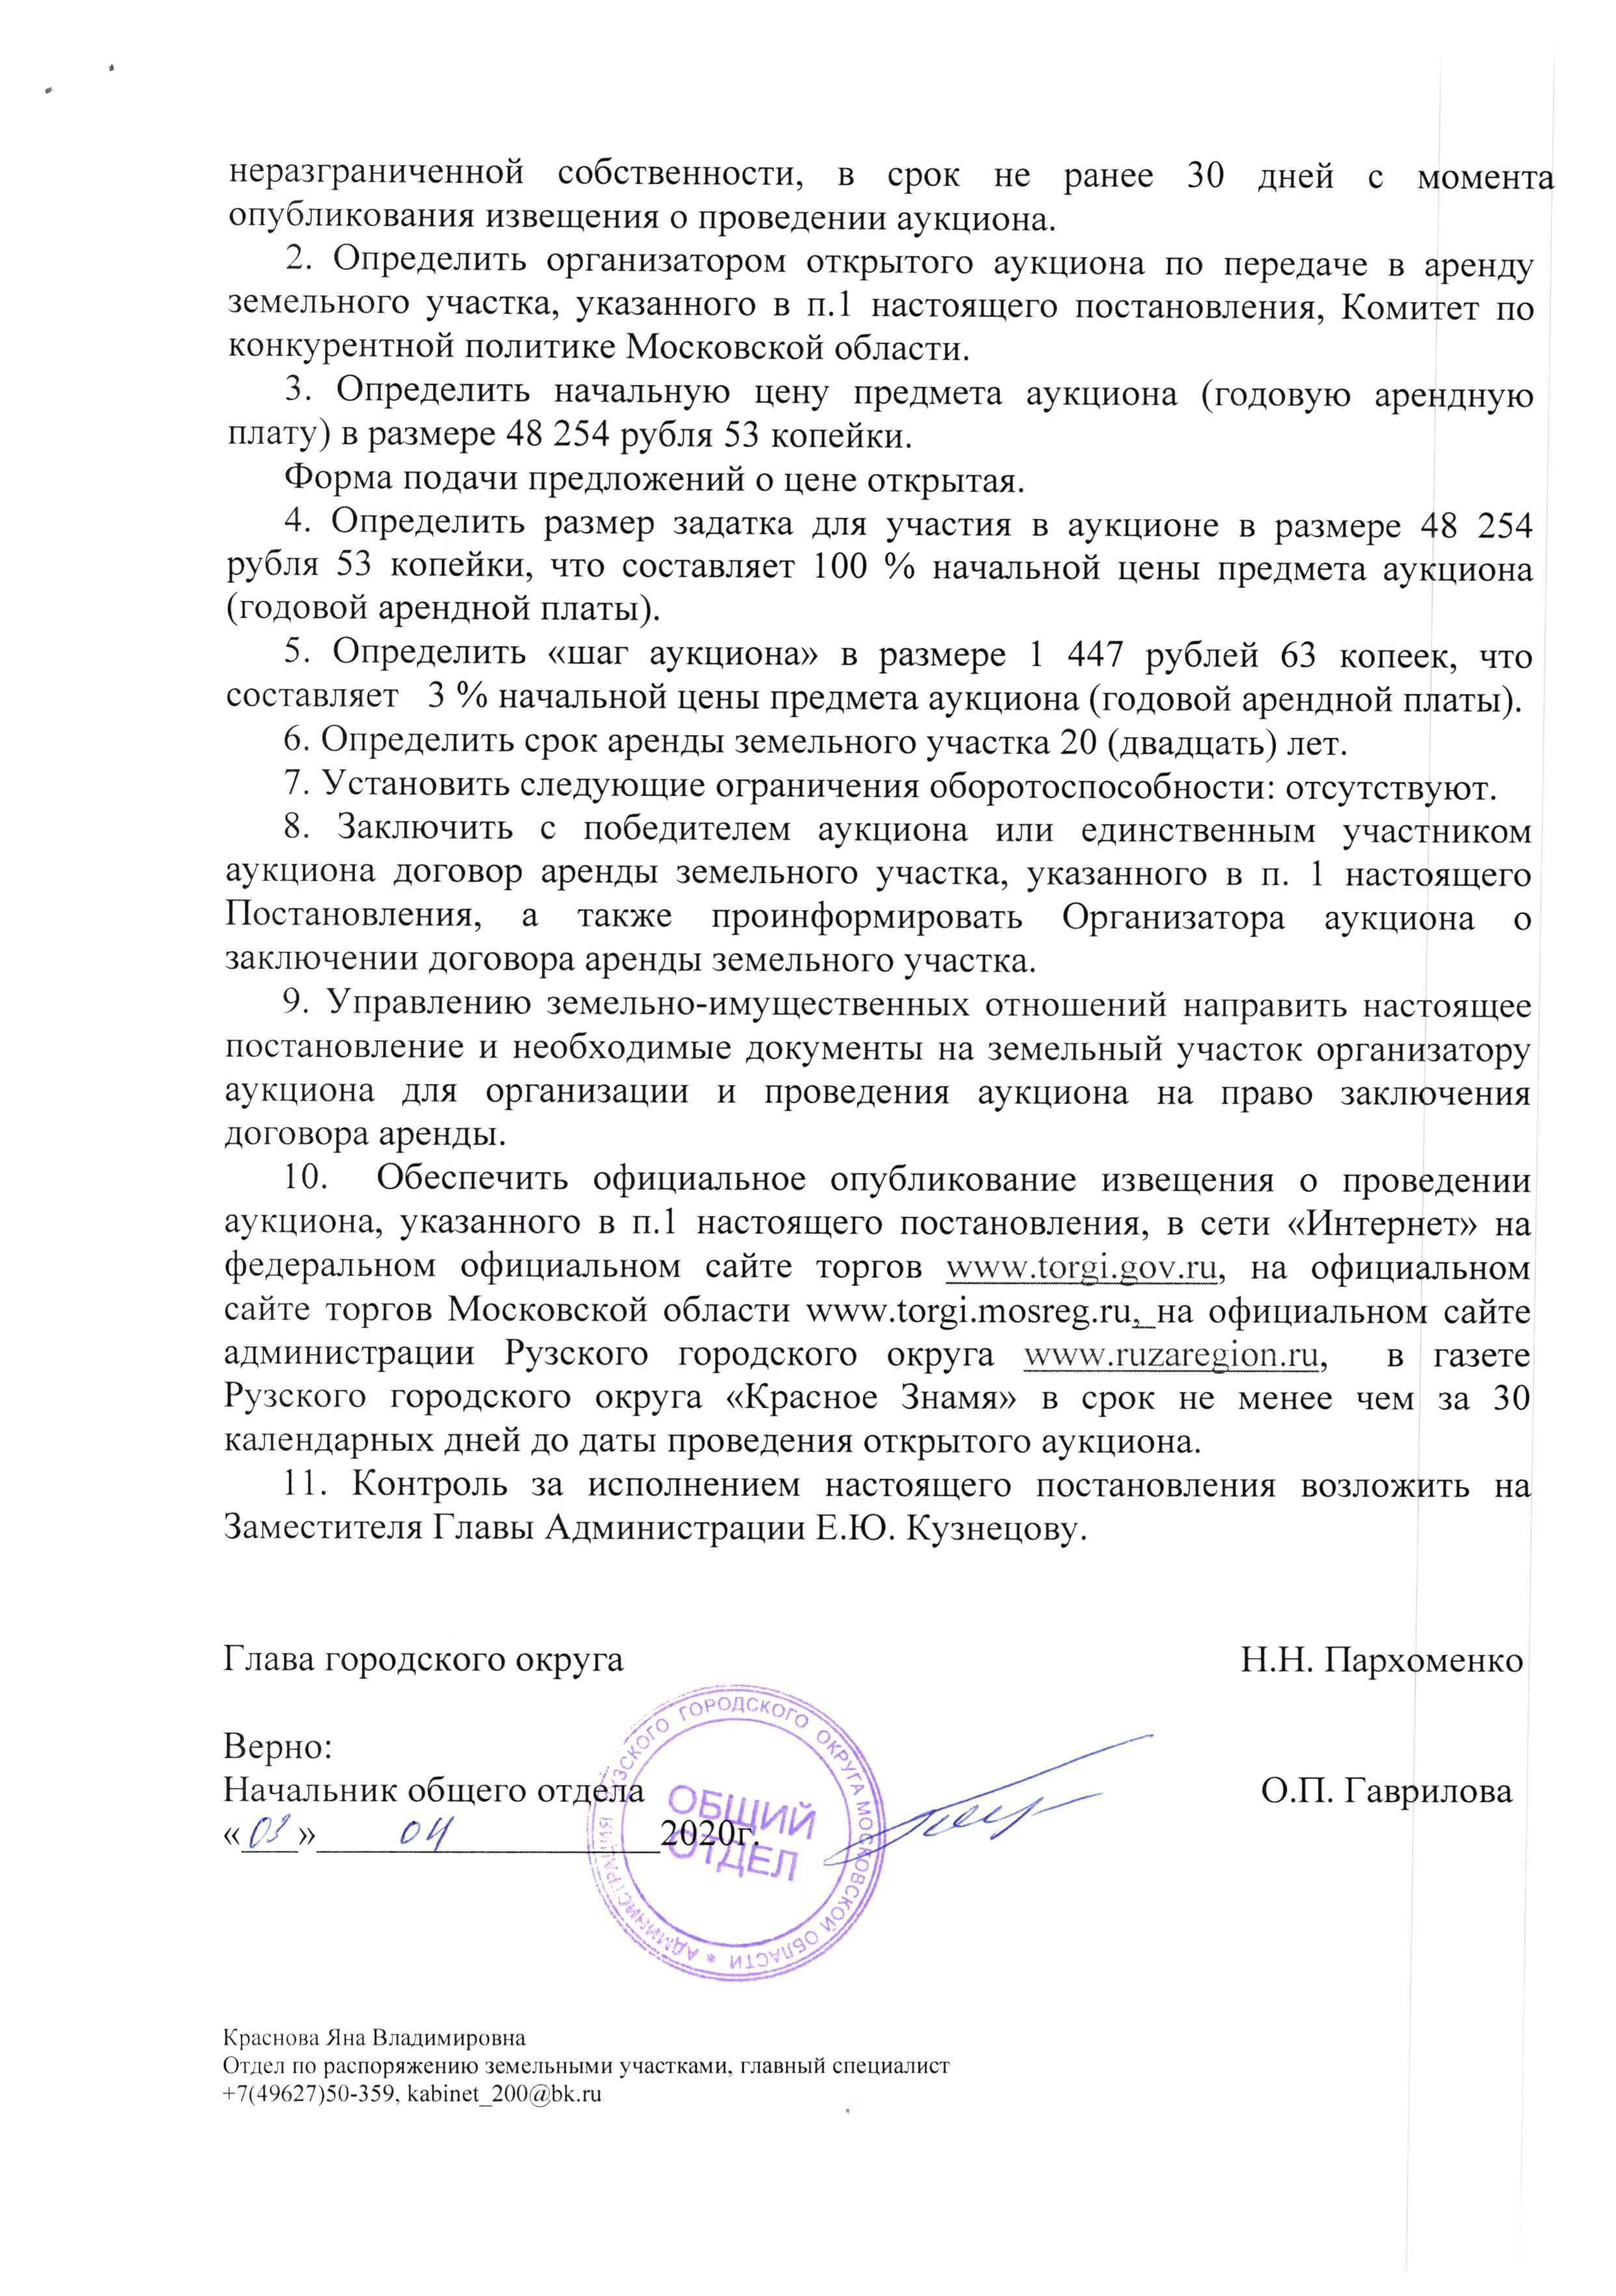 неразграниченной собственности, в срок не ранее 30 дней с момента
опубликования извещения о проведении аукциона.
2. Определить организатором открытого аукциона по передаче в аренду
земельного участка, указанного в п.1 настоящего постановления, Комитет по
конкурентной политике Московской области.
3. Определить начальную цену предмета аукциона (годовую арендную
плату) в размере 48 254 рубля 53 копейки.
Форма подачи предложений о цене открытая.
4. Определить размер задатка для участия в аукционе в размере 48 254
рубля 53 копейки, что составляет 100 % начальной цены предмета аукциона
(годовой арендной платы).
5. Определить «шаг аукциона» в размере 1 447 рублей 63 копеек, что
составляет 3 % начальной цены предмета аукциона (годовой арендной платы).
6. Определить срок аренды земельного участка 20 (двадцать) лет.
7. Установить следующие ограничения оборотоспособности: отсутствуют.
8. Заключить с победителем аукциона или единственным участником
аукциона договор аренды земельного участка, указанного в п. 1 настоящего
Постановления, а также проинформировать Организатора аукциона о
заключении договора аренды земельного участка.
9. Управлению земельно-имущественных отношений направить настоящее
постановление и необходимые документы на земельный участок организатору
аукциона для организации и проведения аукциона на право заключения
договора аренды.
10. Обеспечить официальное опубликование извещения о проведении
аукциона, указанного в п.1 настоящего постановления, в сети «Интернет» на
федеральном официальном сайте торгов www.torgi.gov.ru, на официальном
сайте торгов Московской области www.torgi.mosreg.ru, на официальном сайте
администрации Рузского городского округа www.ruzaregion.ru, в газете
Рузского городского округа «Красное Знамя» в срок не менее чем за 30
календарных дней до даты проведения открытого аукциона.
11. Контроль за исполнением настоящего постановления возложить на
Заместителя Главы Администрации Е.Ю. Кузнецову.
Глава городского округа Н.Н. Пархоменко
Верно:
Начальник общего отдела О.П. Гаврилова
«03» 04 2020г.
АДМИНИСТРАЦИЯ РУЗСКОГО ГОРОДСКОГО ОКРУГА МОСКОВСКОЙ ОБЛАСТИ *
ОБЩИЙ
ОТДЕЛ
Краснова Яна Владимировна
Отдел по распоряжению земельными участками, главный специалист
+7(49627)50-359, kabinet_200@bk.ru